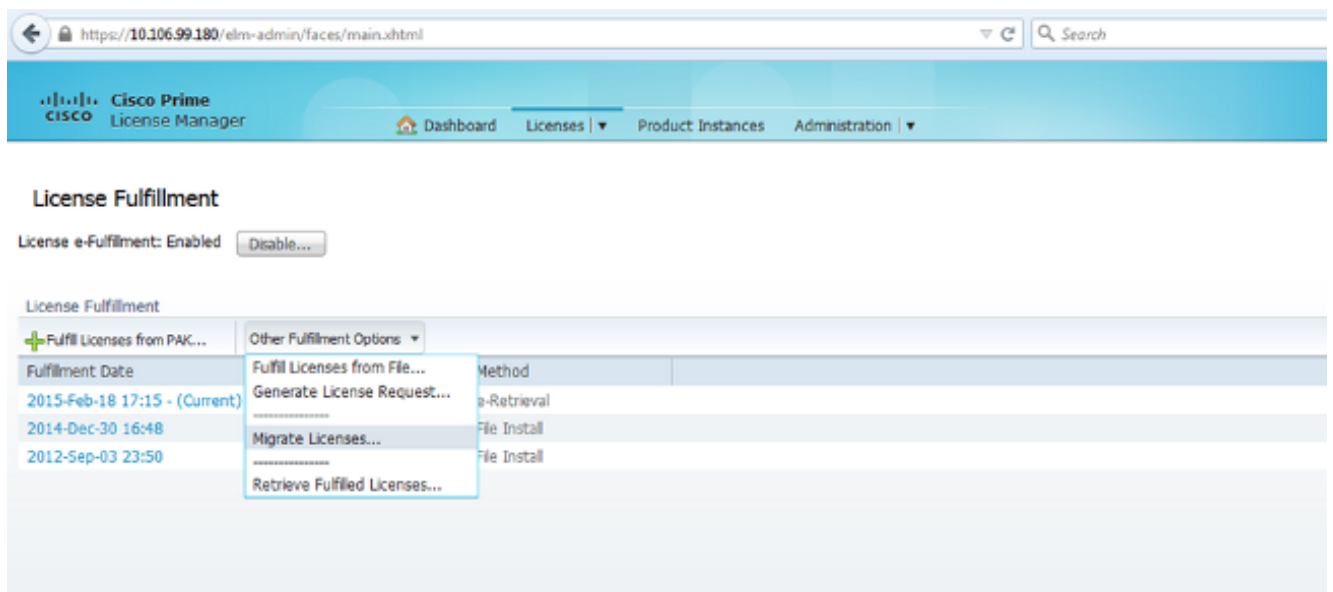 https://10.106.99.180/elm-admin/faces/main.xhtml
Search
cisco
Cisco Prime
License Manager
Dashboard
Licenses
Product Instances
Administration
License Fulfillment
License e-Fulfilment: Enabled
Disable...
License Fulfillment
Fulfill Licenses from PAK...
Other Fulfillment Options
Fulfillment Date
Method
2015-Feb-18 17:15 - (Current)
e-Retrieval
2014-Dec-30 16:48
File Install
2012-Sep-03 23:50
File Install
Fulfill Licenses from File...
Generate License Request...
---------------
Migrate Licenses...
---------------
Retrieve Fulfilled Licenses...